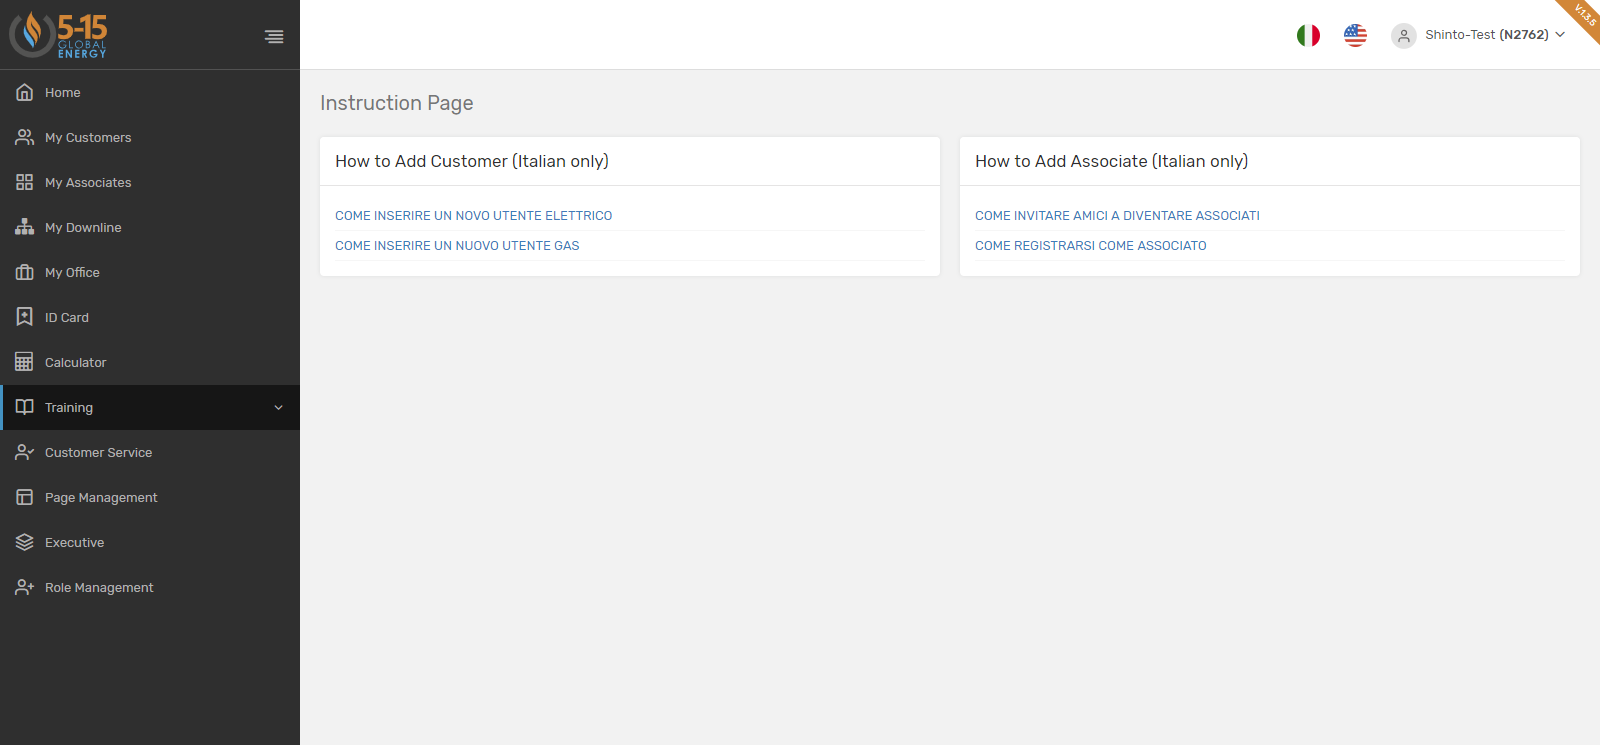 5-15
GLOBAL
ENERGY
Shinto-Test (N2762)
V.1.3.5
Home
My Customers
My Associates
My Downline
My Office
ID Card
Calculator
Training
Customer Service
Page Management
Executive
Role Management
Instruction Page
How to Add Customer (Italian only)
COME INSERIRE UN NOVO UTENTE ELETTRICO
COME INSERIRE UN NUOVO UTENTE GAS
How to Add Associate (Italian only)
COME INVITARE AMICI A DIVENTARE ASSOCIATI
COME REGISTRARSI COME ASSOCIATO